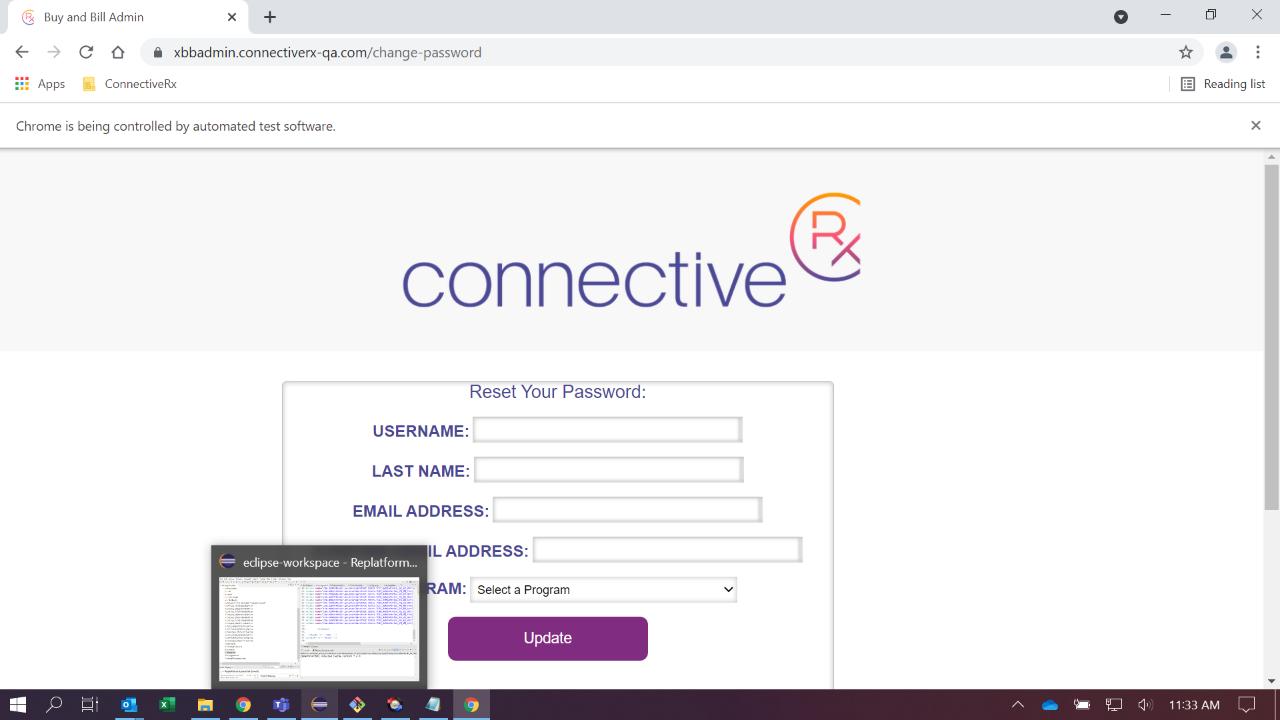 Buy and Bill Admin
xbbadmin.connectiverx-qa.com/change-password
Apps
ConnectiveRx
Reading list
Chrome is being controlled by automated test software.
connective Rx
Reset Your Password:
USERNAME:
LAST NAME:
EMAIL ADDRESS:
IL ADDRESS:
eclipse-workspace - Replatform...
RAM: Select a Program
Update
11:33 AM